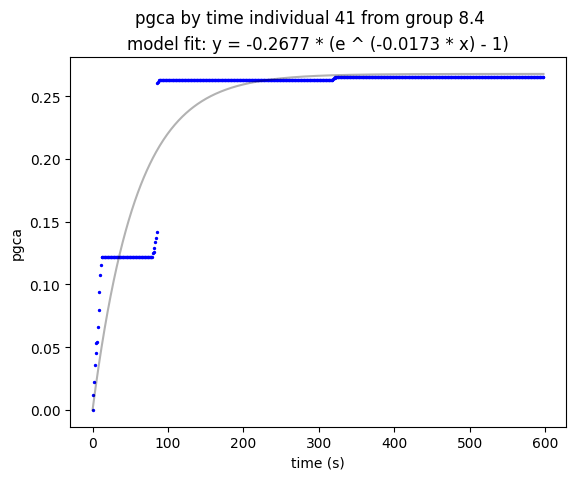 pgca by time individual 41 from group 8.4
model fit: y = -0.2677 * (e ^ (-0.0173 * x) - 1)
0.25
0.20
0.15
0.10
0.05
0.00
pgca
0 100 200 300 400 500 600
time (s)